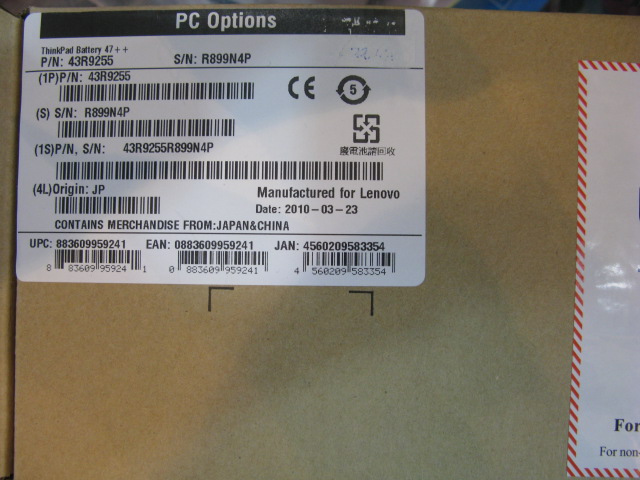 PC Options
ThinkPad Battery 47++
P/N: 43R9255 S/N: R899N4P
(1P)P/N: 43R9255
CE 5
(S) S/N: R899N4P
廢電池請回收
(1S)P/N, S/N: 43R9255R899N4P
(4L)Origin: JP
Manufactured for Lenovo
Date: 2010-03-23
CONTAINS MERCHANDISE FROM:JAPAN&CHINA
UPC: 883609959241 EAN: 0883609959241 JAN: 4560209583354
8 83609 95924 1 0 883609 959241 4 560209 583354
For
For non-